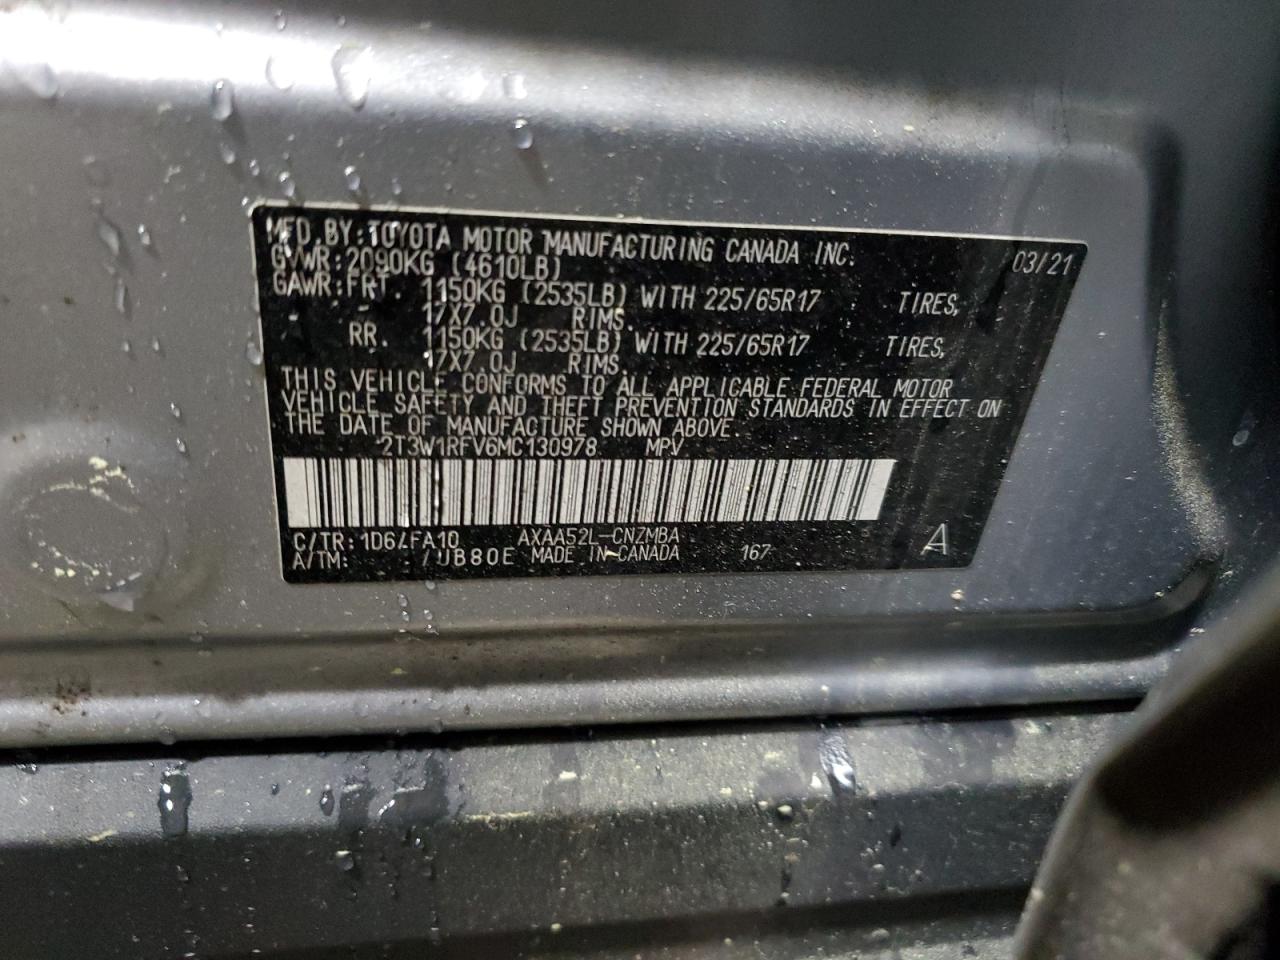 MFD. BY: TOYOTA MOTOR MANUFACTURING CANADA INC. 03/21
GVWR: 2090KG (4610LB)
GAWR: FRT. 1150KG (2535LB) WITH 225/65R17 TIRES,
17X7.0J RIMS.
RR. 1150KG (2535LB) WITH 225/65R17 TIRES,
17X7.0J RIMS.
THIS VEHICLE CONFORMS TO ALL APPLICABLE FEDERAL MOTOR
VEHICLE SAFETY AND THEFT PREVENTION STANDARDS IN EFFECT ON
THE DATE OF MANUFACTURE SHOWN ABOVE.
2T3W1RFV6MC130978 MPV
C/TR: 1D6/FA10 AXAA52L-CNZMBA 167 A
A/TM: /UB80E MADE IN CANADA